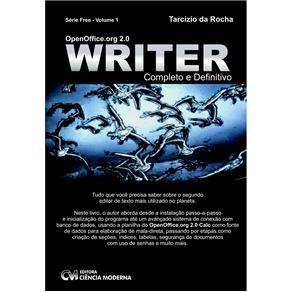 Série Free - Volume 1
Tarcízio da Rocha
OpenOffice.org 2.0
WRITER
Completo e Definitivo
Tudo que você precisa saber sobre o segundo
editor de texto mais utilizado no planeta.
Neste livro, o autor aborda desde a instalação passo-a-passo
e inicialização do programa até um avançado sistema de conexão com
banco de dados, usando a planilha do OpenOffice.org 2.0 Calc como fonte
de dados para elaboração de mala-direta, passando por etapas como
criação de seções, índices, tabelas, segurança de documentos
com uso de senhas e muito mais.
EDITORA
CIÊNCIA MODERNA